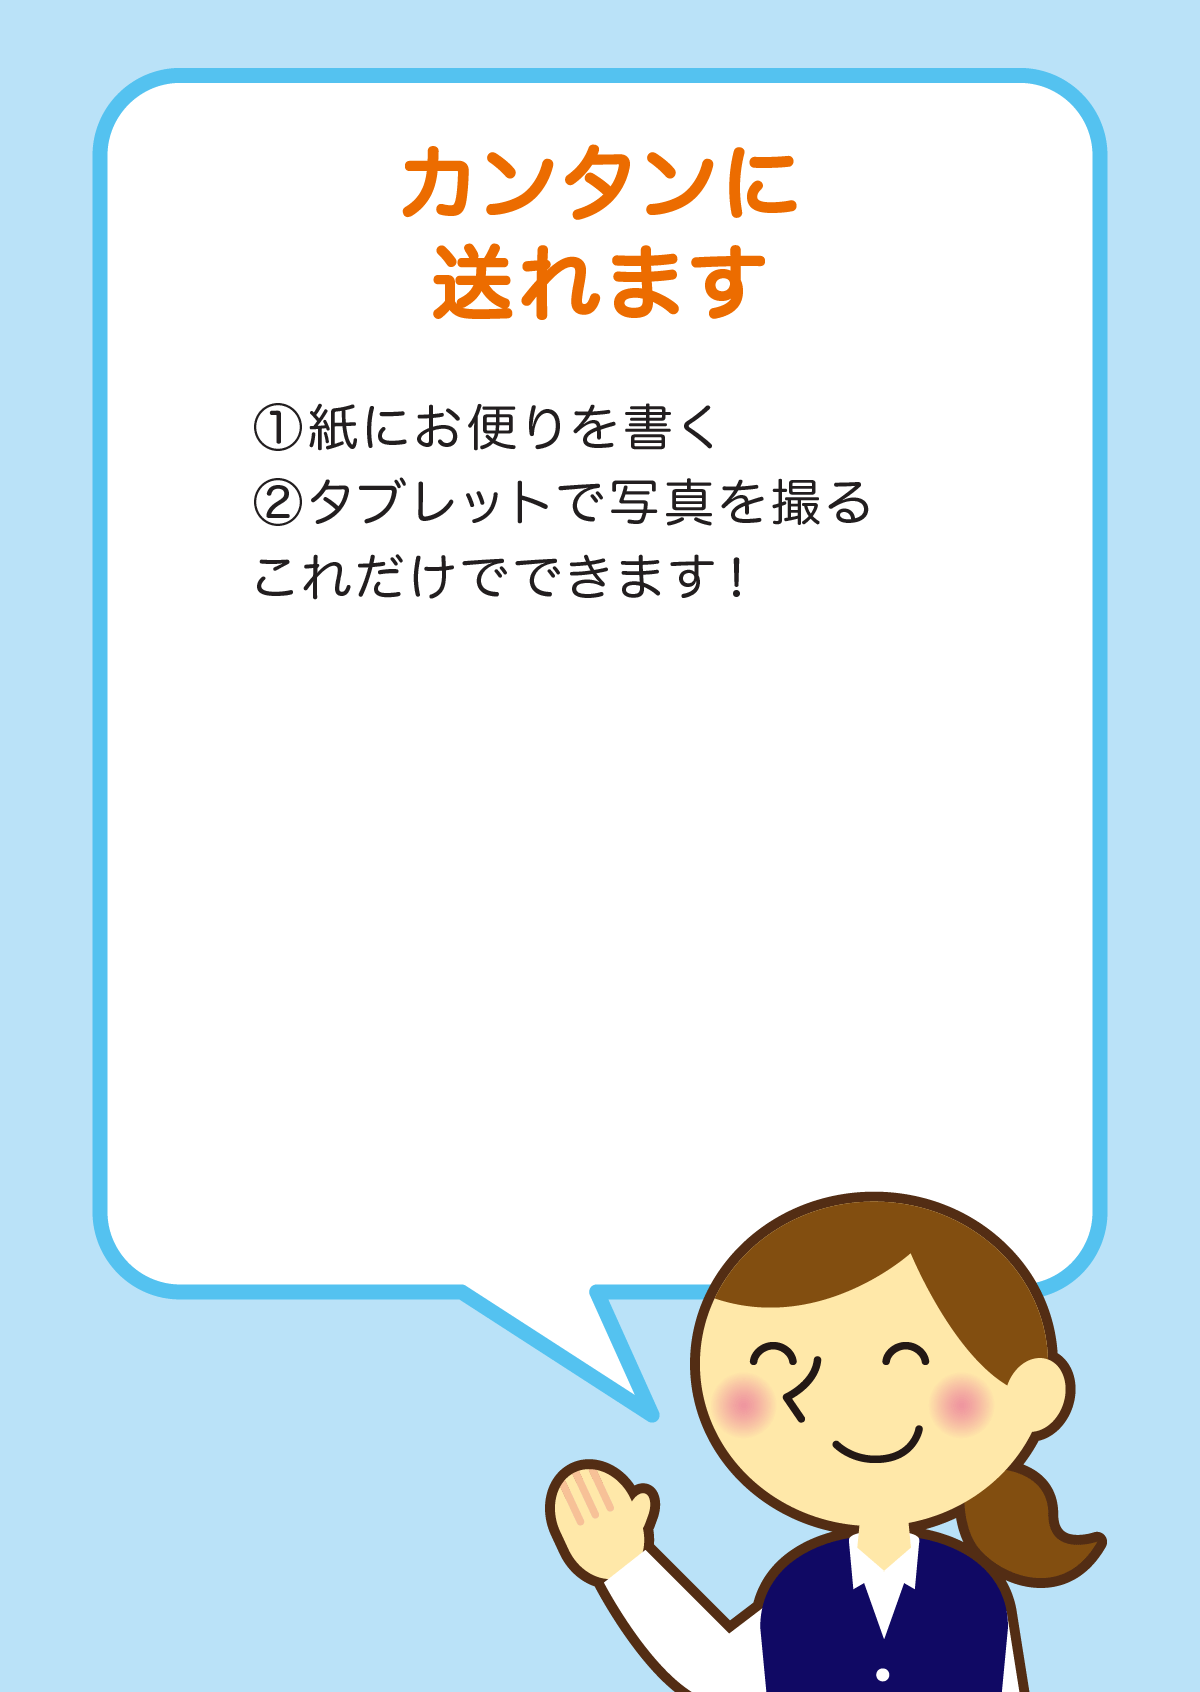 カンタンに
送れます
①紙にお便りを書く
②タブレットで写真を撮る
これだけでできます！